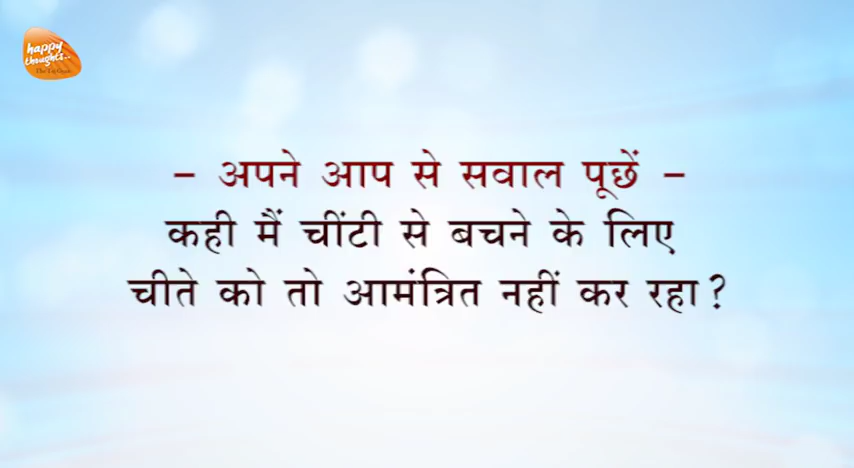 happy
thoughts..
– अपने आप से सवाल पूछें –
कही मैं चींटी से बचने के लिए
चीते को तो आमंत्रित नहीं कर रहा?